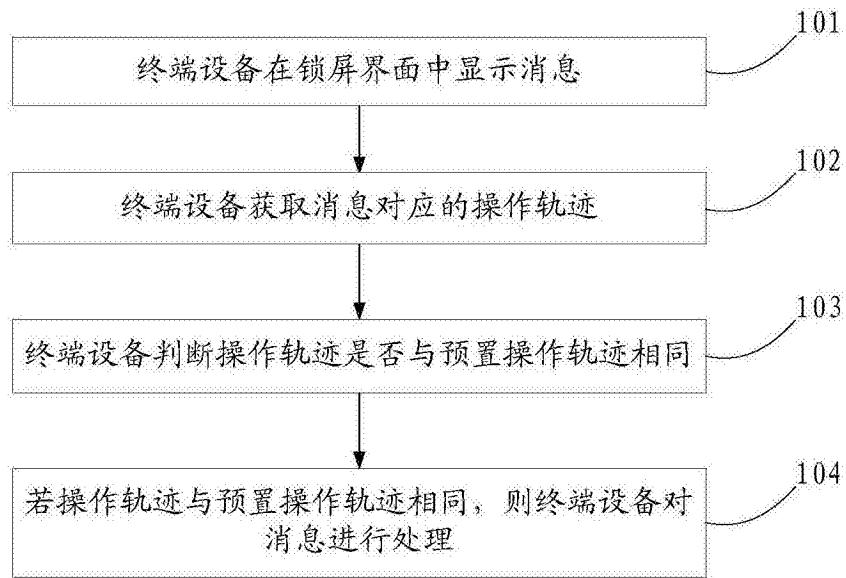 101
终端设备在锁屏界面中显示消息
102
终端设备获取消息对应的操作轨迹
103
终端设备判断操作轨迹是否与预置操作轨迹相同
104
若操作轨迹与预置操作轨迹相同，则终端设备对
消息进行处理